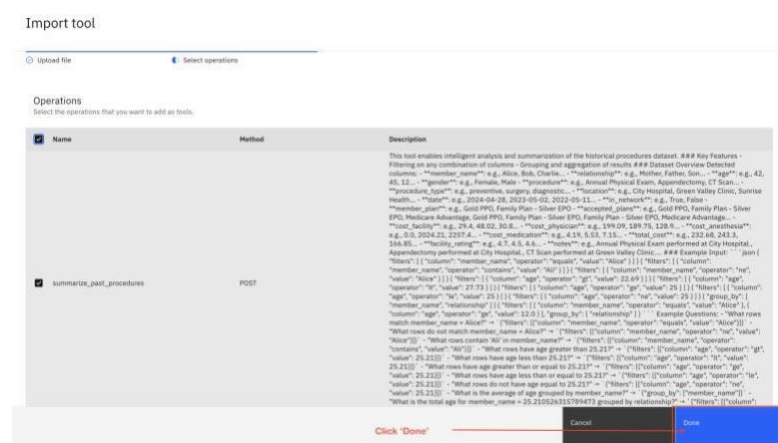 Import tool
Upload file
Select operations
Operations
Select the operations that you want to add as tools.
Name Method Description
This tool enables intelligent analysis and summarization of the historical procedures dataset. ### Key Features -
Filtering on any combination of columns - Grouping and aggregation of results ### Dataset Overview Detected
columns: - **member_name**: e.g., Alice, Bob, Charlie... - **relationship**: e.g., Mother, Father, Son... - **age**: e.g., 42,
45, 12... - **gender**: e.g., Female, Male - **procedure**: e.g., Annual Physical Exam, Appendectomy, CT Scan... -
**procedure_type**: e.g., preventive, surgery, diagnostic... - **location**: e.g., City Hospital, Green Valley Clinic, Sunrise
Health... - **date**: e.g., 2024-04-28, 2023-05-02, 2022-05-11... - **in_network**: e.g., True, False -
**member_plan**: e.g., Gold PPO, Family Plan - Silver EPO - **accepted_plans**: e.g., Gold PPO, Family Plan - Silver
EPO, Medicare Advantage, Gold PPO, Family Plan - Silver EPO, Family Plan - Silver EPO, Medicare Advantage... -
**cost_facility**: e.g., 29.4, 48.02, 30.8... - **cost_physician**: e.g., 199.09, 189.75, 128.9... - **cost_anesthesia**:
e.g., 0.0, 2024.21, 2257.4... - **cost_medication**: e.g., 4.19, 5.53, 7.15... - **total_cost**: e.g., 232.68, 243.3,
166.85... - **facility_rating**: e.g., 4.7, 4.5, 4.6... - **notes**: e.g., Annual Physical Exam performed at City Hospital.,
Appendectomy performed at City Hospital., CT Scan performed at Green Valley Clinic.... ### Example Input: ```json {
"filters": [ { "column": "member_name", "operator": "equals", "value": "Alice" } ] } { "filters": [ { "column":
"member_name", "operator": "contains", "value": "Ali" } ] } { "filters": [ { "column": "member_name", "operator": "ne",
"value": "Alice" } ] } { "filters": [ { "column": "age", "operator": "gt", "value": 22.69 } ] } { "filters": [ { "column": "age",
"operator": "lt", "value": 27.73 } ] } { "filters": [ { "column": "age", "operator": "ge", "value": 25 } ] } { "filters": [ { "column":
"age", "operator": "le", "value": 25 } ] } { "filters": [ { "column": "age", "operator": "ne", "value": 25 } ] } { "group_by": [
"member_name", "relationship" ] } { "filters": [ { "column": "member_name", "operator": "equals", "value": "Alice" }, {
"column": "age", "operator": "ge", "value": 12.0 } ], "group_by": [ "relationship" ] } ``` Example Questions: - "What rows
summarize_past_procedures POST
match member_name = Alice?" → `{"filters": [{"column": "member_name", "operator": "equals", "value": "Alice"}]}` -
"What rows do not match member_name = Alice?" → `{"filters": [{"column": "member_name", "operator": "ne", "value":
"Alice"}]}` - "What rows contain 'Ali' in member_name?" → `{"filters": [{"column": "member_name", "operator":
"contains", "value": "Ali"}]}` - "What rows have age greater than 25.21?" → `{"filters": [{"column": "age", "operator": "gt",
"value": 25.21}]}` - "What rows have age less than 25.21?" → `{"filters": [{"column": "age", "operator": "lt", "value":
25.21}]}` - "What rows have age greater than or equal to 25.21?" → `{"filters": [{"column": "age", "operator": "ge",
"value": 25.21}]}` - "What rows have age less than or equal to 25.21?" → `{"filters": [{"column": "age", "operator": "le",
"value": 25.21}]}` - "What rows do not have age equal to 25.21?" → `{"filters": [{"column": "age", "operator": "ne",
"value": 25.21}]}` - "What is the average of age grouped by member_name?" → `{"group_by": ["member_name"]}` -
"What is the total age for member_name = 25.210526315789473 grouped by relationship?" → `{"filters": [{"column":
Cancel
Done
Click 'Done'